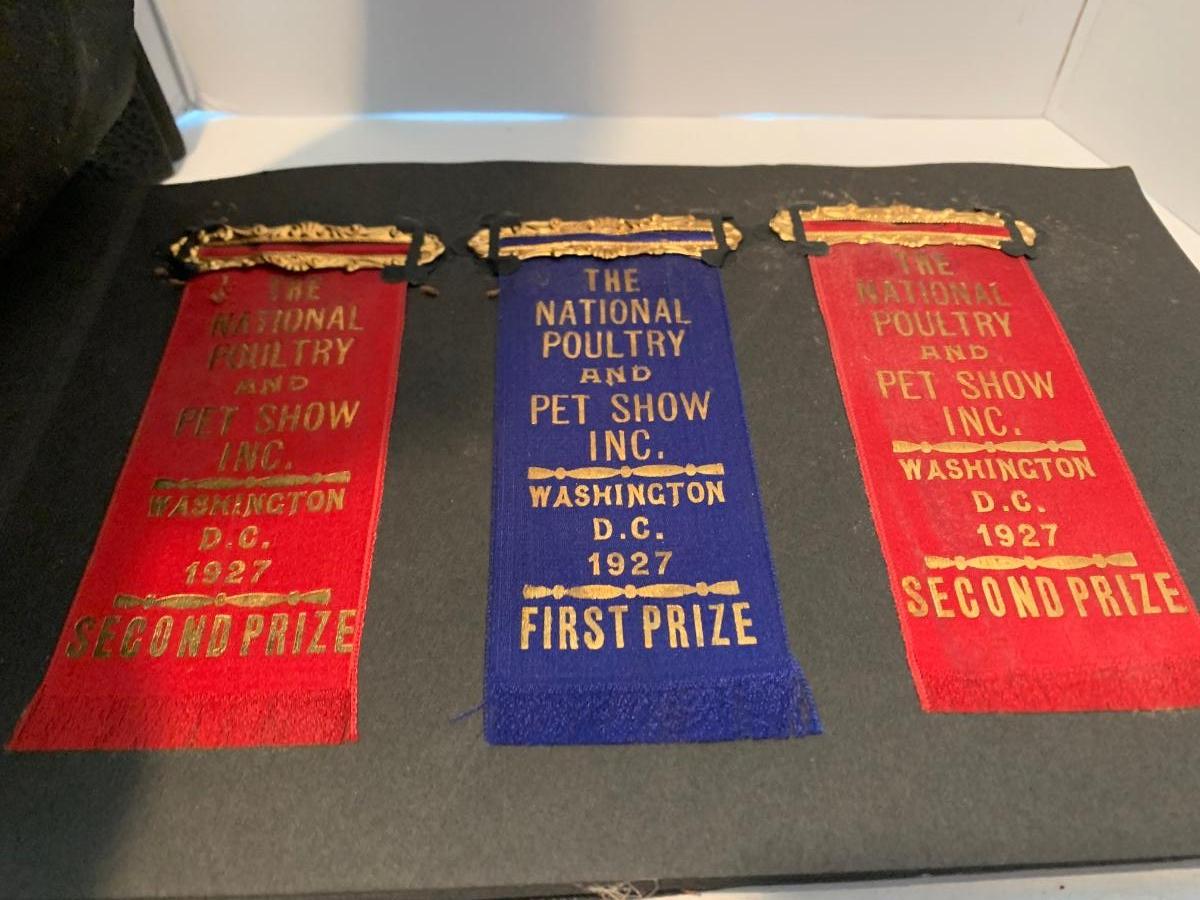 THE
NATIONAL
POULTRY
AND
PET SHOW
INC.
WASHINGTON
D.C.
1927
SECOND PRIZE
THE
NATIONAL
POULTRY
AND
PET SHOW
INC.
WASHINGTON
D.C.
1927
FIRST PRIZE
THE
NATIONAL
POULTRY
AND
PET SHOW
INC.
WASHINGTON
D.C.
1927
SECOND PRIZE